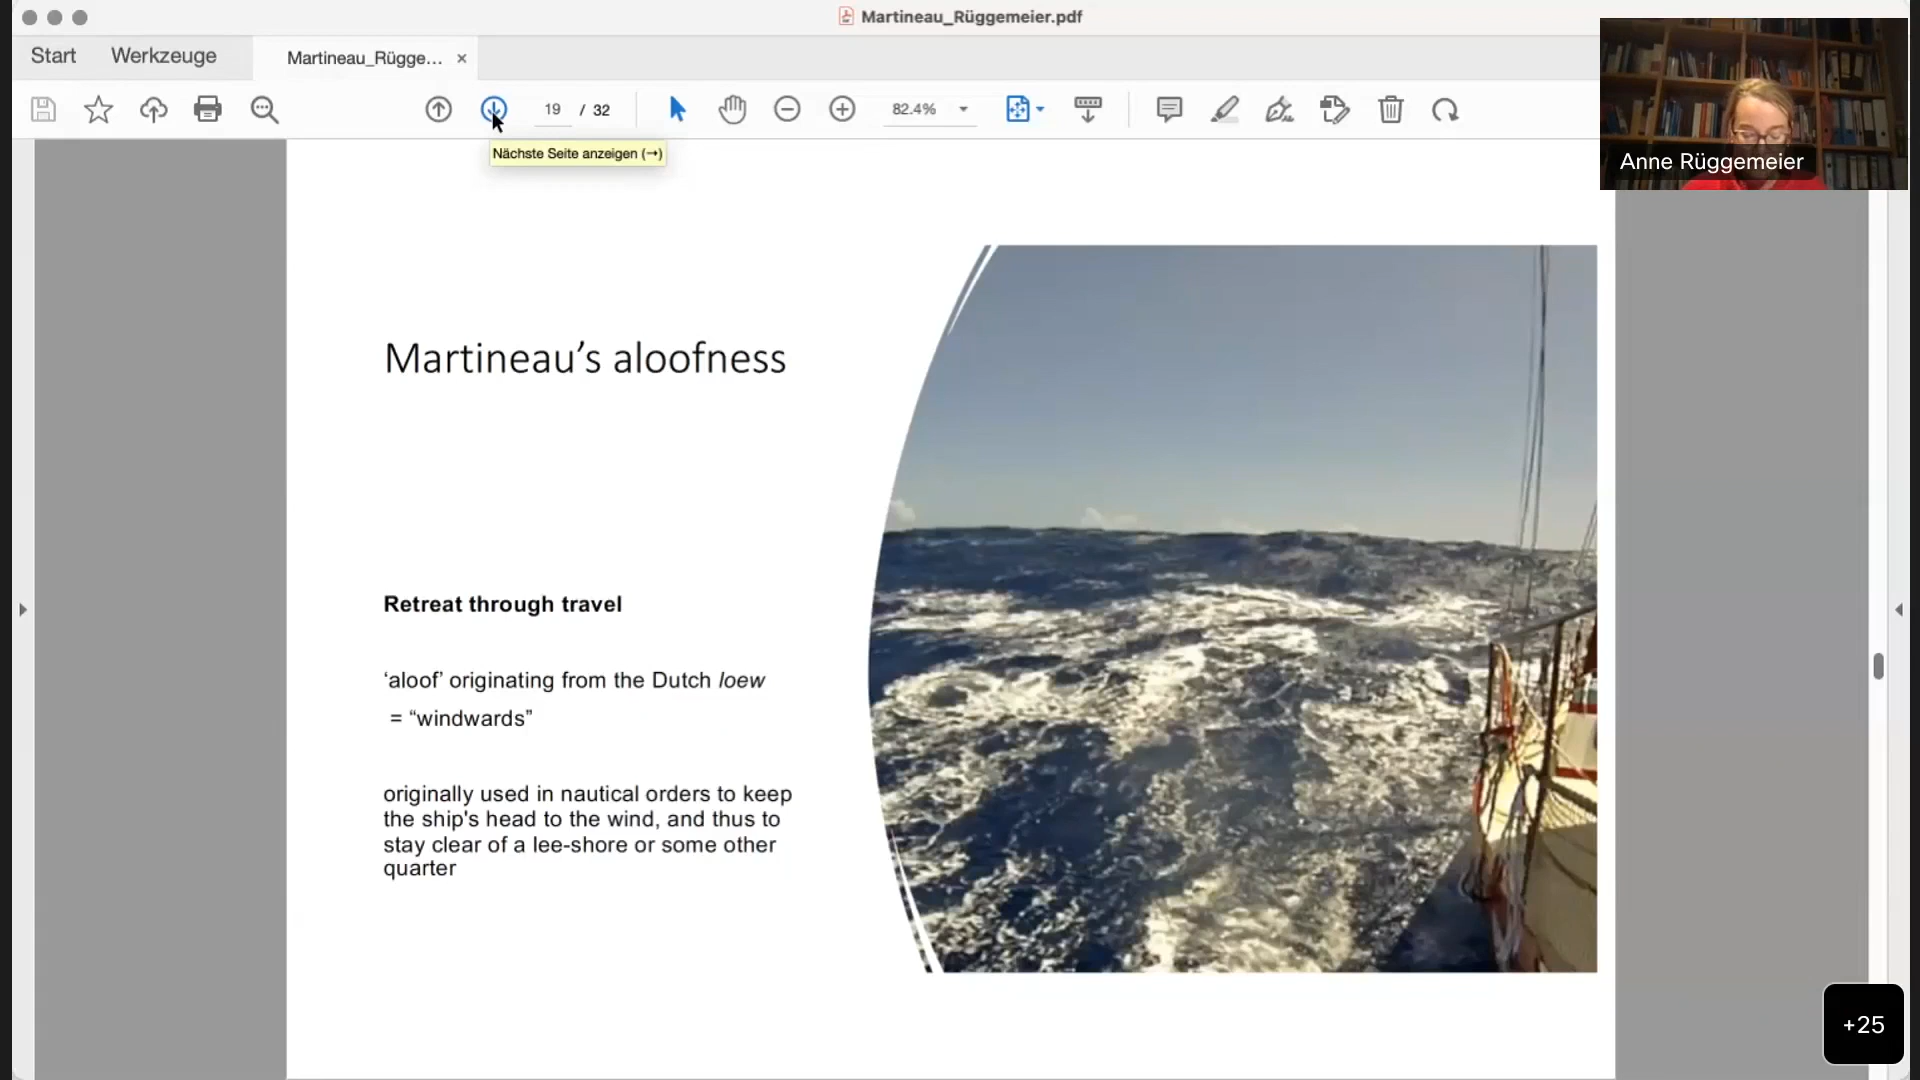 Martineau_Rüggemeier.pdf
Start
Werkzeuge
Martineau_Rügge...
19 / 32
82.4%
Nächste Seite anzeigen (→)
Anne Rüggemeier
Martineau’s aloofness
Retreat through travel
‘aloof’ originating from the Dutch loew
= “windwards”
originally used in nautical orders to keep
the ship's head to the wind, and thus to
stay clear of a lee-shore or some other
quarter
+25